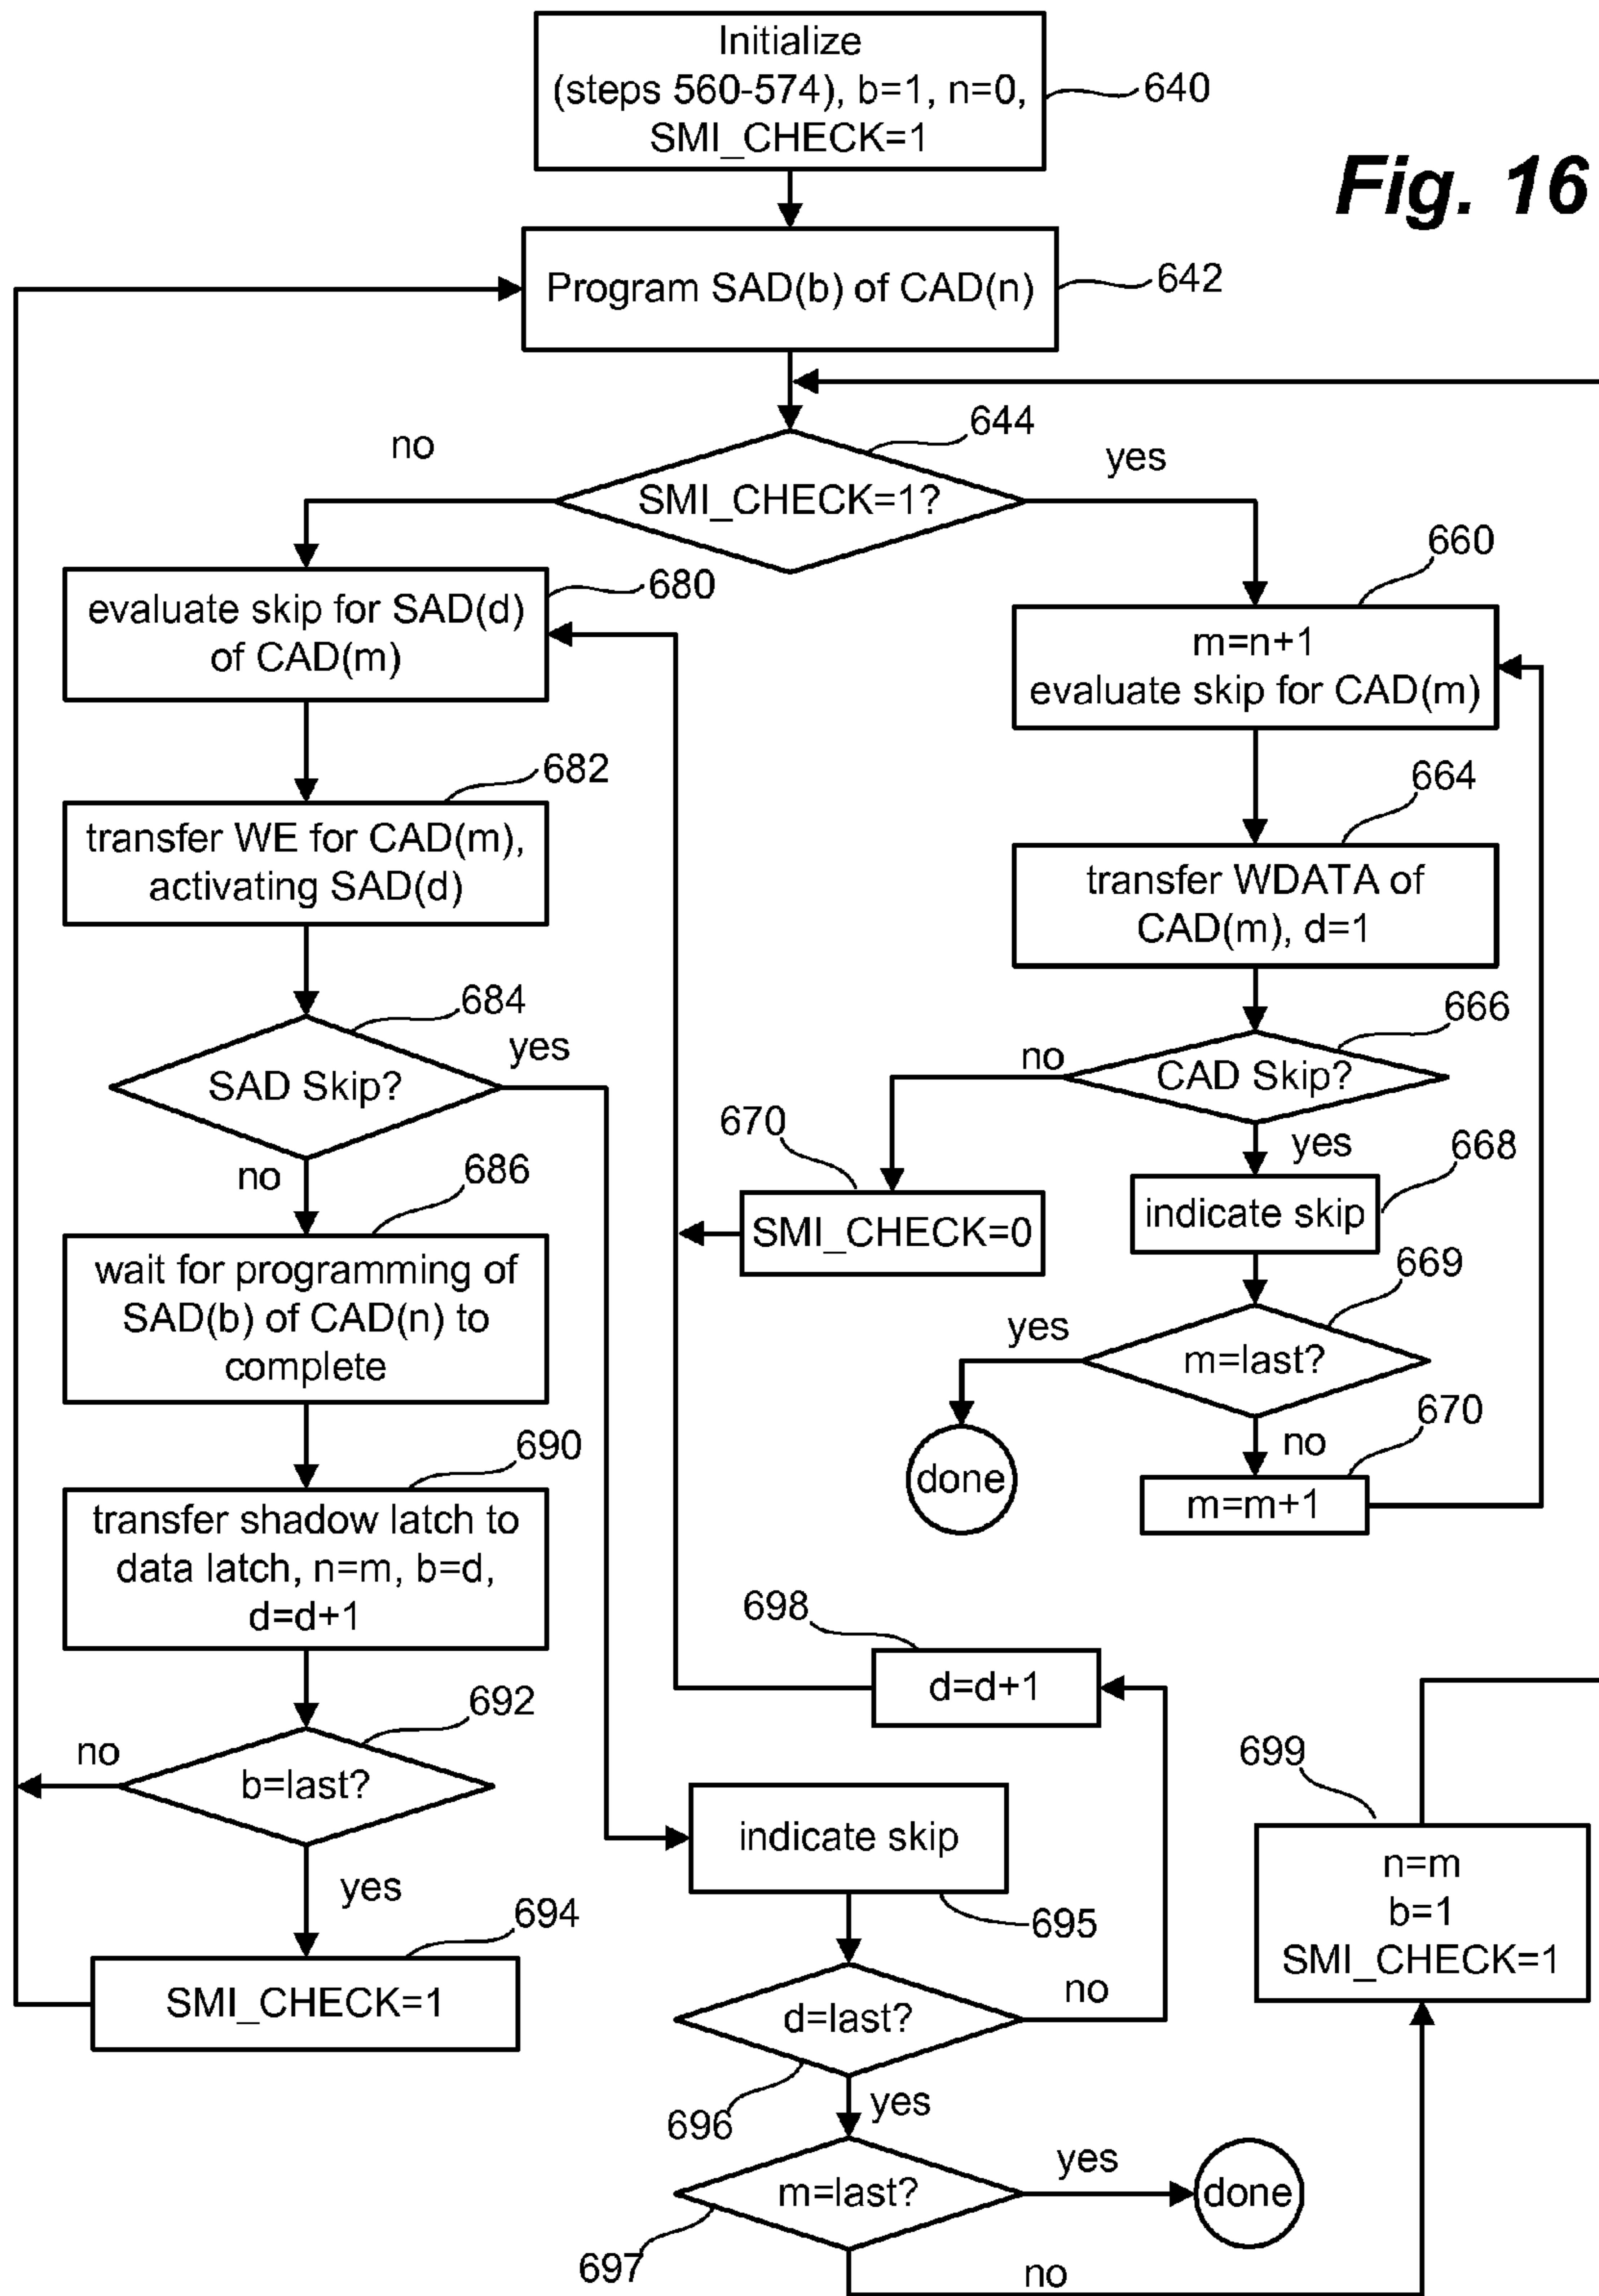 Initialize
(steps 560-574), b=1, n=0,
SMI_CHECK=1
640
Fig. 16
Program SAD(b) of CAD(n)
642
644
no
yes
SMI_CHECK=1?
660
680
evaluate skip for SAD(d)
of CAD(m)
m=n+1
evaluate skip for CAD(m)
682
664
transfer WE for CAD(m),
activating SAD(d)
transfer WDATA of
CAD(m), d=1
684
666
yes
SAD Skip?
no
CAD Skip?
670
yes
668
no
686
SMI_CHECK=0
indicate skip
wait for programming of
SAD(b) of CAD(n) to
complete
669
yes
m=last?
670
690
no
done
m=m+1
transfer shadow latch to
data latch, n=m, b=d,
d=d+1
698
d=d+1
692
no
b=last?
699
indicate skip
yes
n=m
b=1
SMI_CHECK=1
694
695
SMI_CHECK=1
no
d=last?
696
yes
yes
m=last?
done
697
no